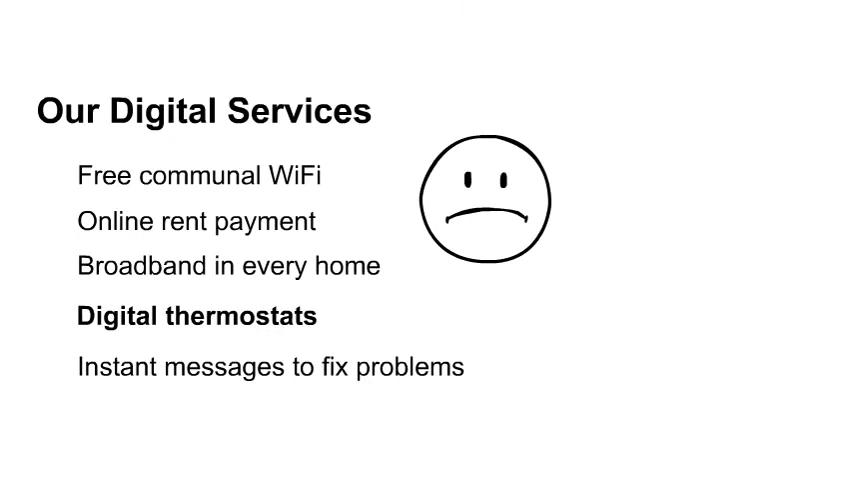 Our Digital Services
Free communal WiFi
Online rent payment
Broadband in every home
Digital thermostats
Instant messages to fix problems